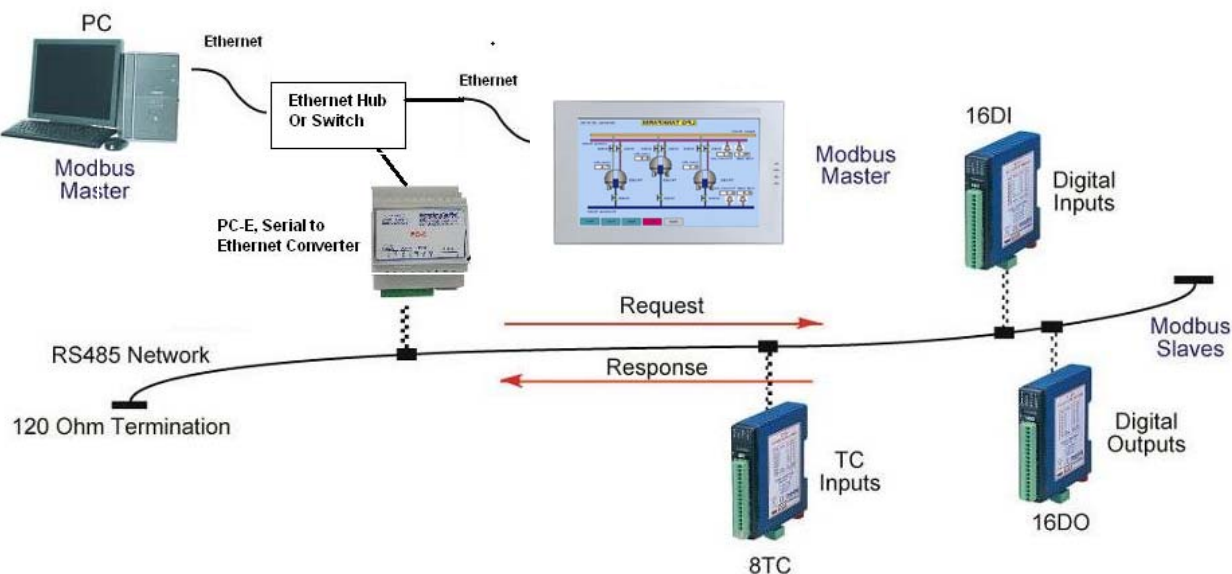 PC
Ethernet
Ethernet
Ethernet Hub
Or Switch
Modbus
Master
PC-E, Serial to
Ethernet Converter
Modbus
Master
16DI
Digital
Inputs
Request
RS485 Network
Response
Modbus
Slaves
120 Ohm Termination
TC
Inputs
Digital
Outputs
16DO
8TC